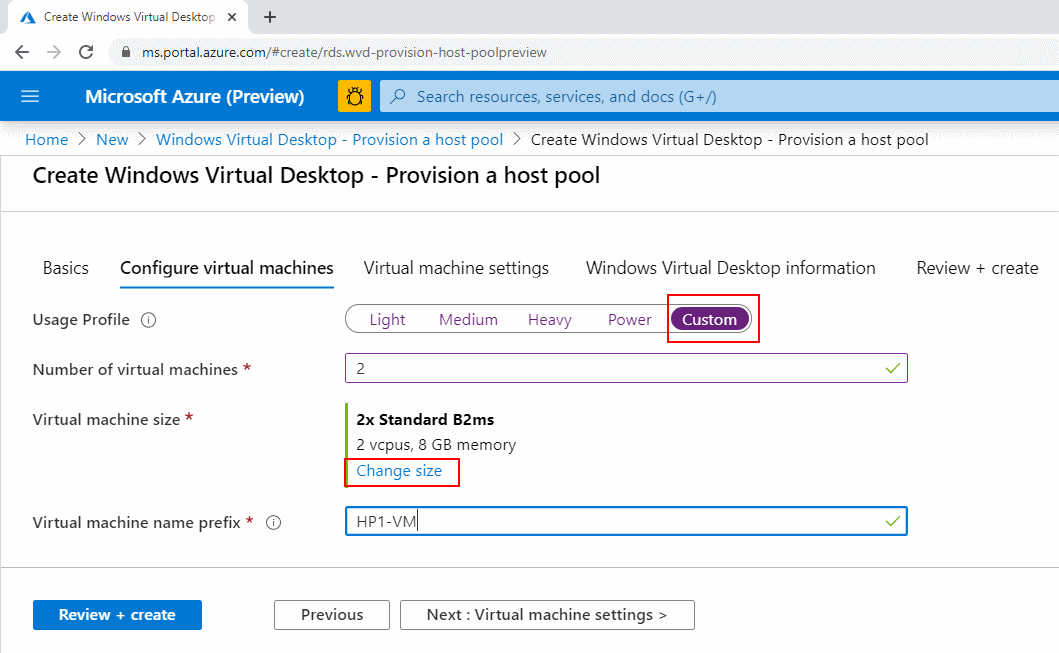 Create Windows Virtual Desktop
ms.portal.azure.com/#create/rds.wvd-provision-host-poolpreview
Microsoft Azure (Preview)
Search resources, services, and docs (G+/)
Home > New > Windows Virtual Desktop - Provision a host pool > Create Windows Virtual Desktop - Provision a host pool
Create Windows Virtual Desktop - Provision a host pool
Basics Configure virtual machines Virtual machine settings Windows Virtual Desktop information Review + create
Usage Profile Light Medium Heavy Power Custom
Number of virtual machines * 2
Virtual machine size * 2x Standard B2ms
2 vcpus, 8 GB memory
Change size
Virtual machine name prefix * HP1-VM
Review + create Previous Next : Virtual machine settings >